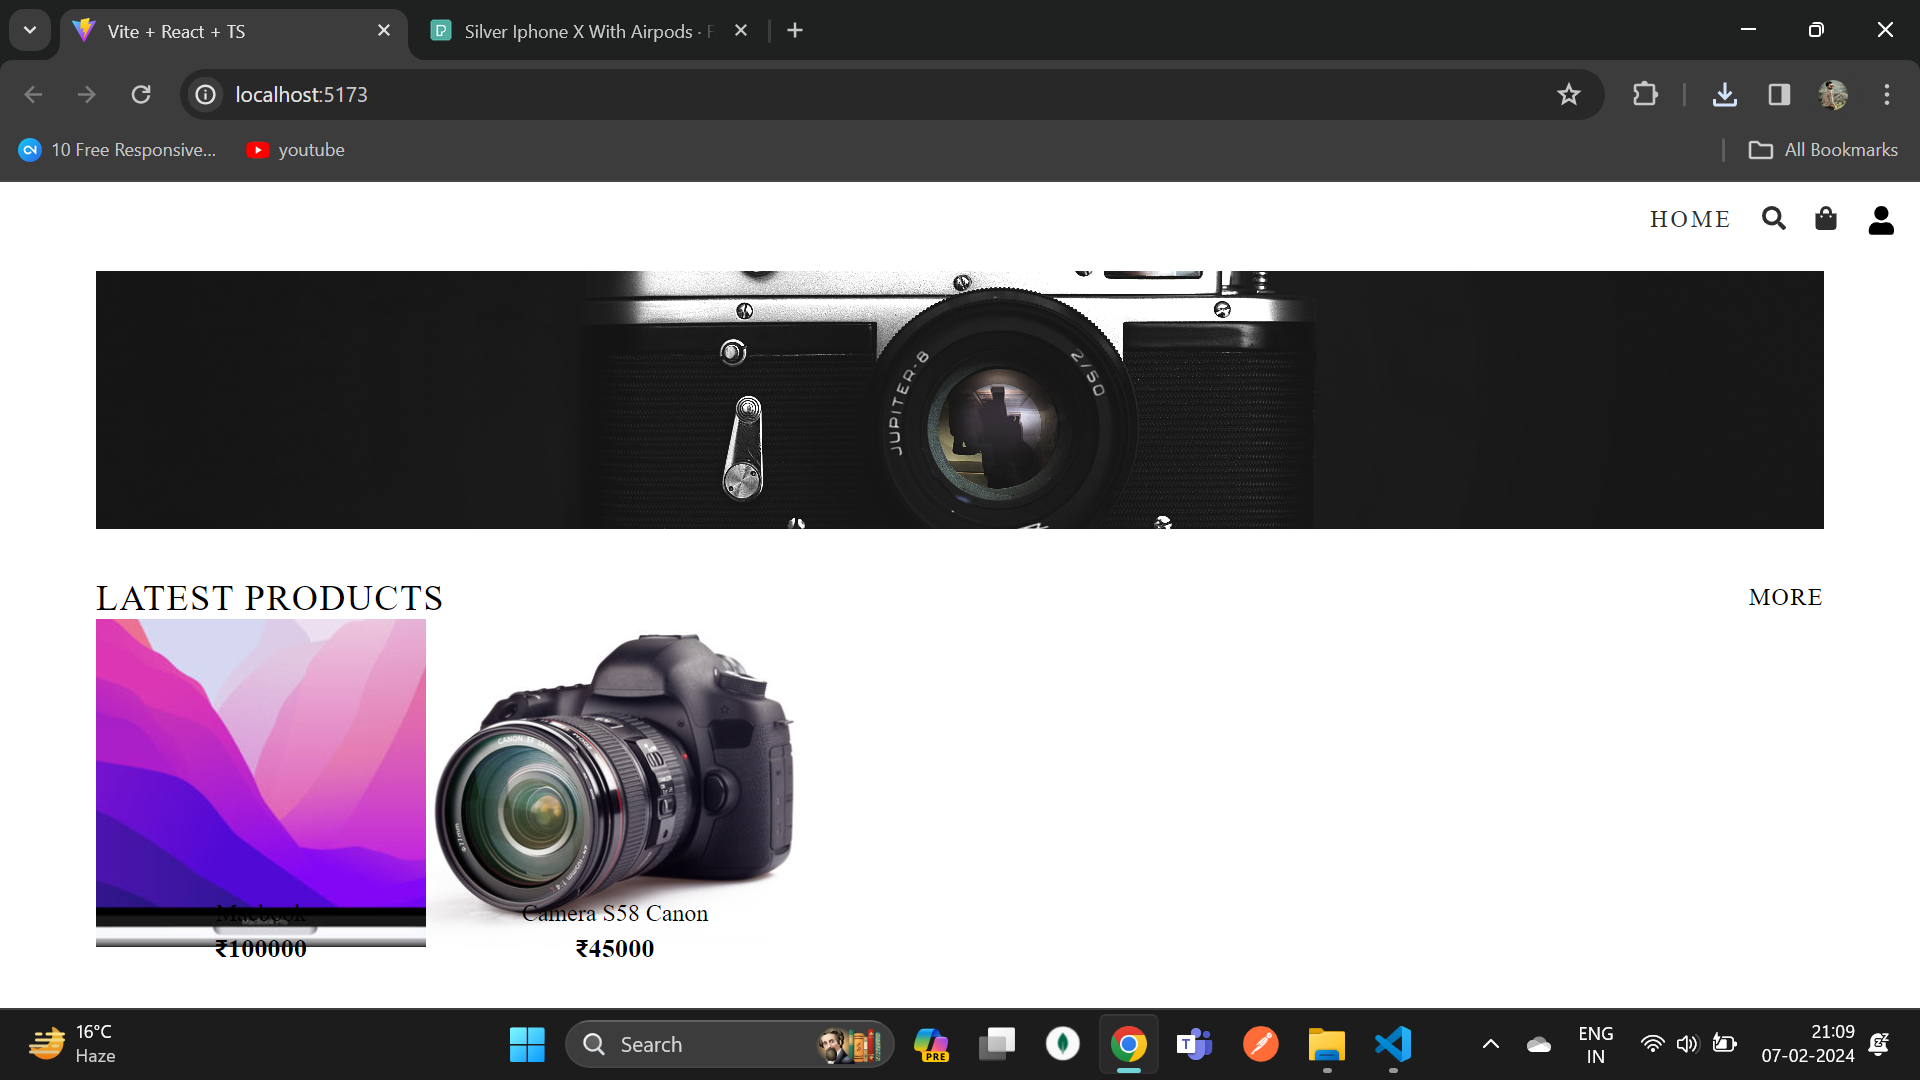 Vite + React + TS
Silver Iphone X With Airpods · F
localhost:5173
10 Free Responsive...
youtube
All Bookmarks
HOME
JUPITER-8
2/50
LATEST PRODUCTS
MORE
CANON
Macbook
₹100000
Camera S58 Canon
₹45000
16°C
Haze
Search
PRE
T
ENG
IN
21:09
07-02-2024